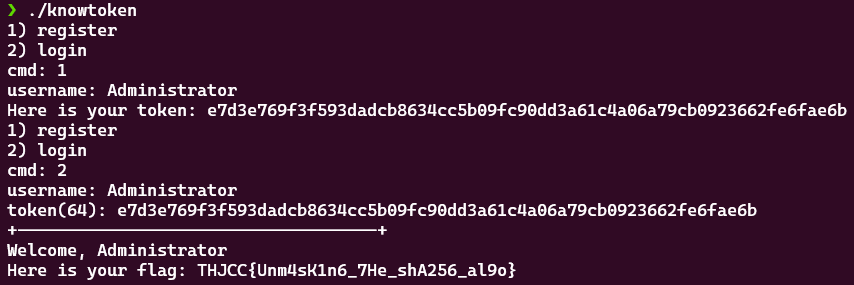 ❯ ./knowtoken
1) register
2) login
cmd: 1
username: Administrator
Here is your token: e7d3e769f3f593dadcb8634cc5b09fc90dd3a61c4a06a79cb0923662fe6fae6b
1) register
2) login
cmd: 2
username: Administrator
token(64): e7d3e769f3f593dadcb8634cc5b09fc90dd3a61c4a06a79cb0923662fe6fae6b
+------------------------------------+
Welcome, Administrator
Here is your flag: THJCC{Unm4sK1n6_7He_shA256_al9o}